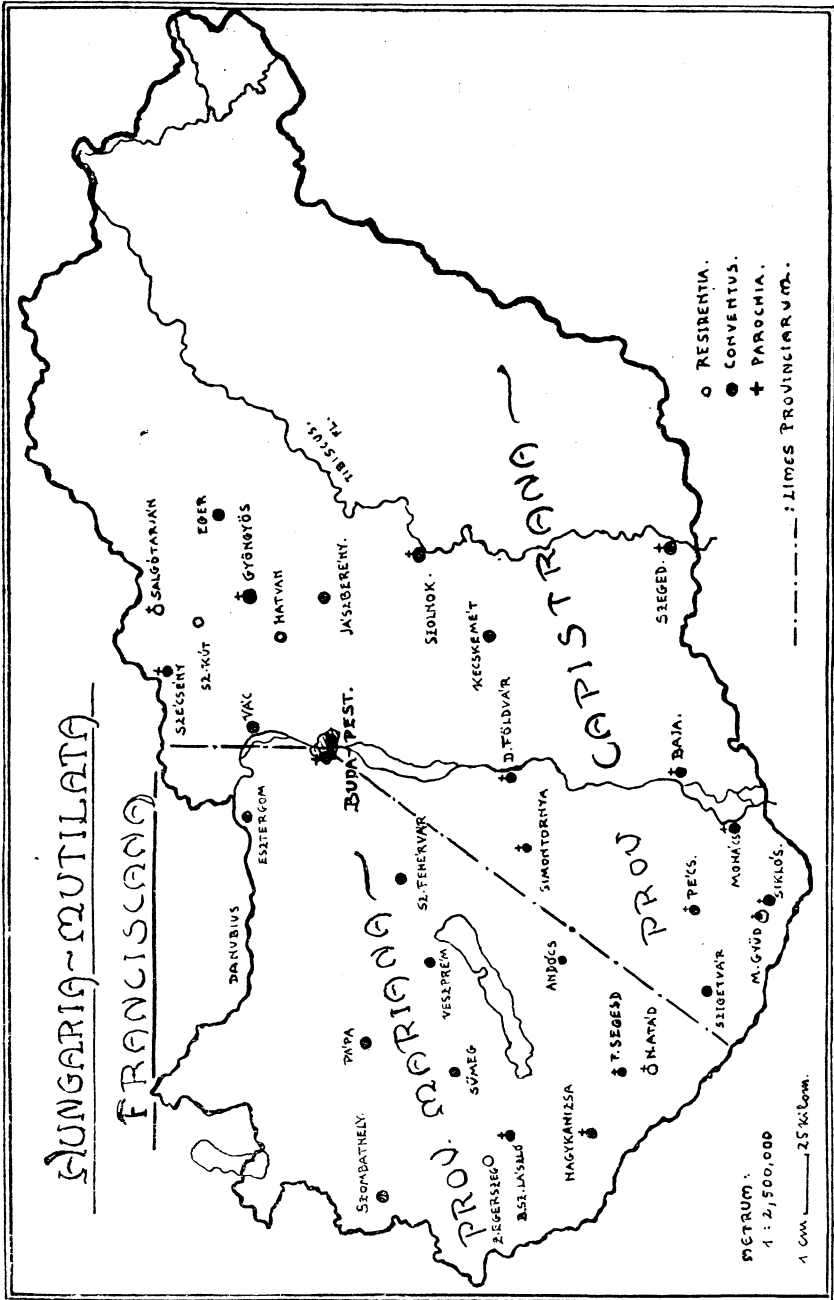 HUNGARIA~MUTILATA
FRANCISCANA
DANUBIUS
ESZTERGOM
SZÉCSÉNY
SALGÓTARJÁN
SZ-KÚT
EGER
VÁC
GYÖNGYÖS
HATVAN
JÁSZBERÉNY.
TIBISCUS.
FL.
BUDA-PEST.
PÁPA
SZOMBATHELY.
SZ.FEHÉRVÁR
SZOLNOK.
PROV. MARIANA
VESZPRÉM
SÜMEG
KECSKEMÉT
Z.EGERSZEG
B.SZ.LÁSZLÓ
D.FÖLDVÁR
SIMONTORNYA
ANDÓCS
NAGYKANIZSA
PROV CAPISTRANA
F.SEGESD
N.ATÁD
SZEGED.
BAJA.
PÉCS.
SZIGETVÁR
MOHÁCS
M.GYÜD
SIKLÓS.
RESIDENTIA.
CONVENTUS.
PAROCHIA.
: LIMES PROVINCIARUM.
METRUM.
1:2,500,000
1 cm 25 Kilom.